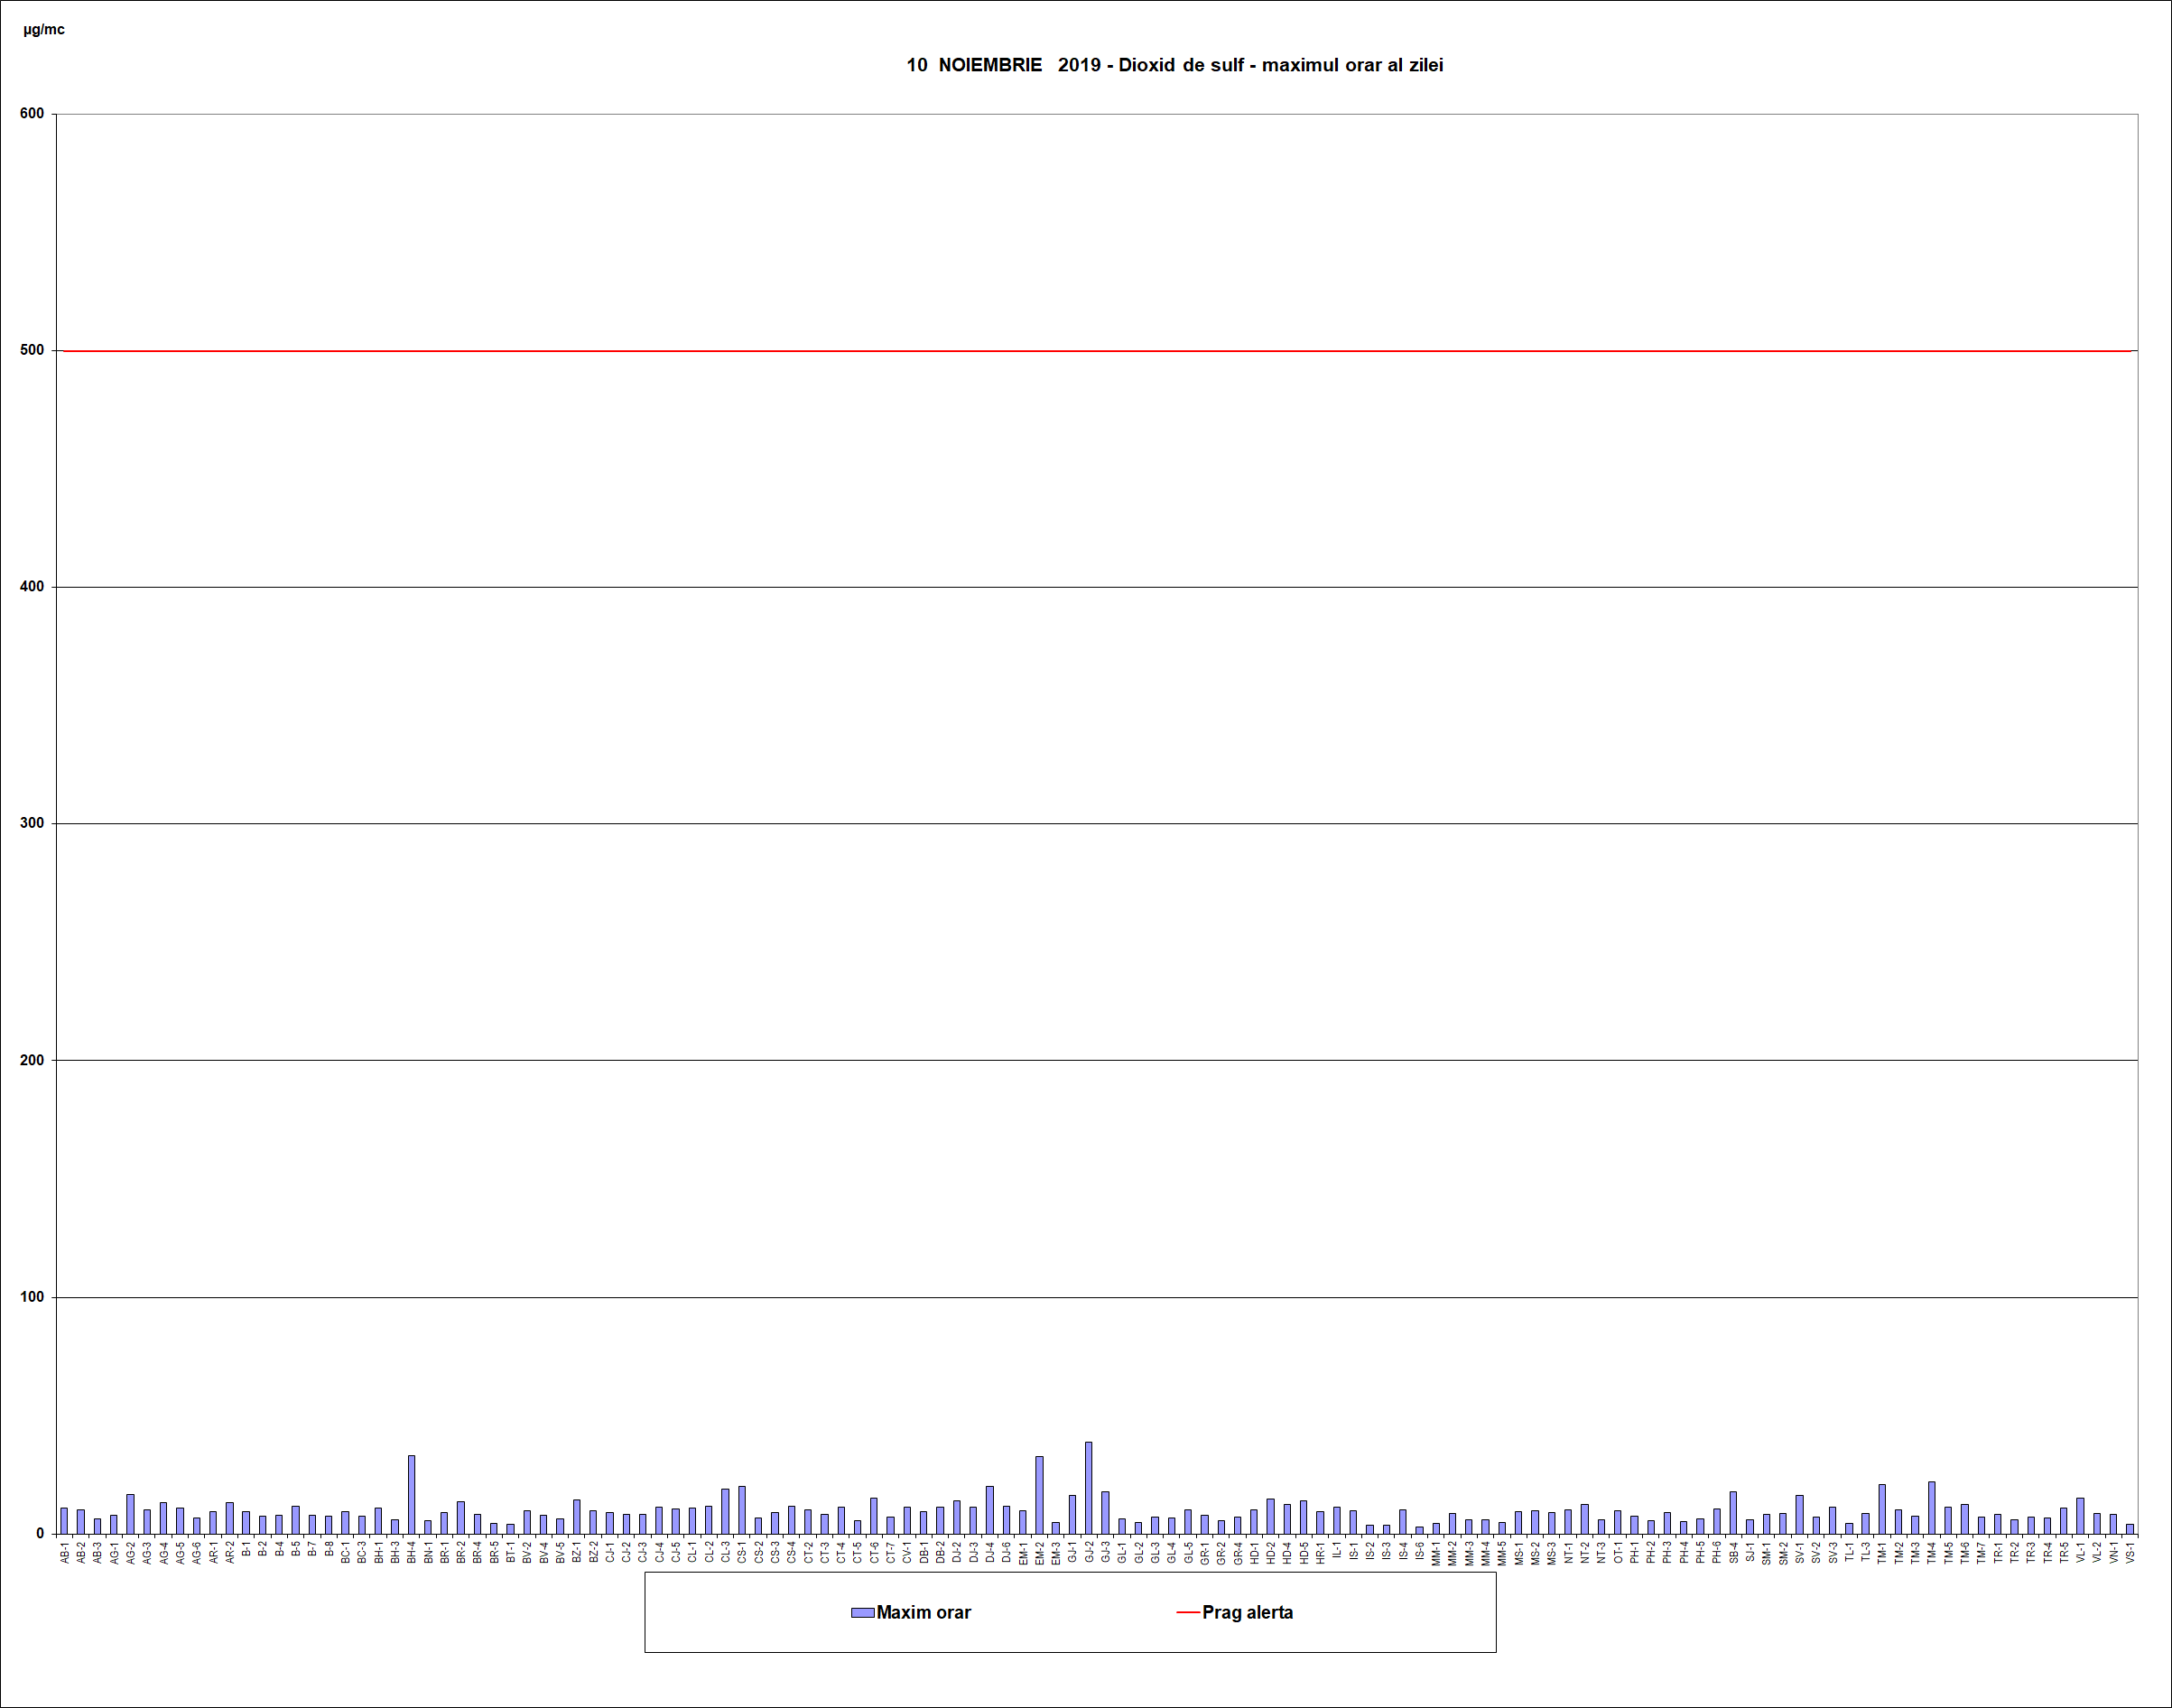 µg/mc
10 NOIEMBRIE 2019 - Dioxid de sulf - maximul orar al zilei
600
500
400
300
200
100
0
AB-1 AB-2 AB-3 AG-1 AG-2 AG-3 AG-4 AG-5 AG-6 AR-1 AR-2 B-1 B-2 B-4 B-5 B-7 B-8 BC-1 BC-3 BH-1 BH-3 BH-4 BN-1 BR-1 BR-2 BR-4 BR-5 BT-1 BV-2 BV-4 BV-5 BZ-1 BZ-2 CJ-1 CJ-2 CJ-3 CJ-4 CJ-5 CL-1 CL-2 CL-3 CS-1 CS-2 CS-3 CS-4 CT-2 CT-3 CT-4 CT-5 CT-6 CT-7 CV-1 DB-1 DB-2 DJ-2 DJ-3 DJ-4 DJ-6 EM-1 EM-2 EM-3 GJ-1 GJ-2 GJ-3 GL-1 GL-2 GL-3 GL-4 GL-5 GR-1 GR-2 GR-4 HD-1 HD-2 HD-4 HD-5 HR-1 IL-1 IS-1 IS-2 IS-3 IS-4 IS-6 MM-1 MM-2 MM-3 MM-4 MM-5 MS-1 MS-2 MS-3 NT-1 NT-2 NT-3 OT-1 PH-1 PH-2 PH-3 PH-4 PH-5 PH-6 SB-4 SJ-1 SM-1 SM-2 SV-1 SV-2 SV-3 TL-1 TL-3 TM-1 TM-2 TM-3 TM-4 TM-5 TM-6 TM-7 TR-1 TR-2 TR-3 TR-4 TR-5 VL-1 VL-2 VN-1 VS-1
Maxim orar Prag alerta